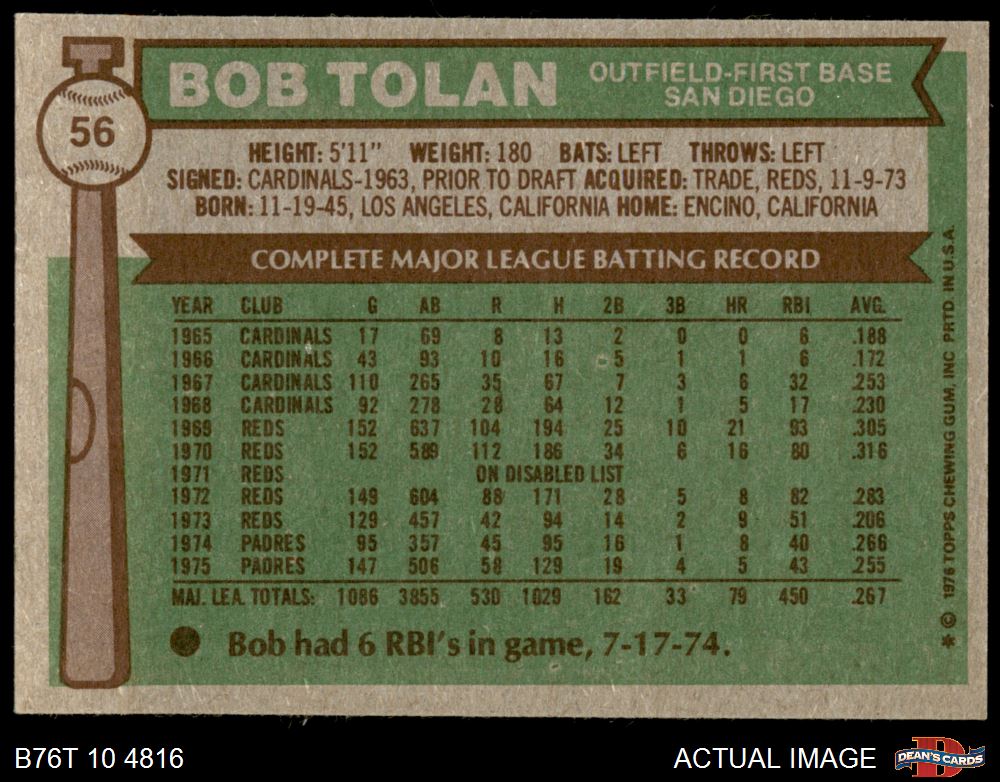 BOB TOLAN
OUTFIELD-FIRST BASE
SAN DIEGO
56
HEIGHT: 5'11" WEIGHT: 180 BATS: LEFT THROWS: LEFT
SIGNED: CARDINALS-1963, PRIOR TO DRAFT ACQUIRED: TRADE, REDS, 11-9-73
BORN: 11-19-45, LOS ANGELES, CALIFORNIA HOME: ENCINO, CALIFORNIA
COMPLETE MAJOR LEAGUE BATTING RECORD
YEAR CLUB G AB R H 2B 3B HR RBI AVG.
1965 CARDINALS 17 69 8 13 2 0 0 6 .188
1966 CARDINALS 43 93 10 16 5 1 1 6 .172
1967 CARDINALS 110 265 35 67 7 3 6 32 .253
1968 CARDINALS 92 278 28 64 12 1 5 17 .230
1969 REDS 152 637 104 194 25 10 21 93 .305
1970 REDS 152 589 112 186 34 6 16 80 .316
1971 REDS ON DISABLED LIST
1972 REDS 149 604 88 171 28 5 8 82 .283
1973 REDS 129 457 42 94 14 2 9 51 .206
1974 PADRES 95 357 45 95 16 1 8 40 .266
1975 PADRES 147 506 58 129 19 4 5 43 .255
MAJ. LEA. TOTALS: 1086 3855 530 1029 162 33 79 450 .267
Bob had 6 RBI's in game, 7-17-74.
* © 1976 TOPPS CHEWING GUM, INC PRTD. IN U.S.A.
B76T 10 4816
ACTUAL IMAGE
D
DEAN'S CARDS